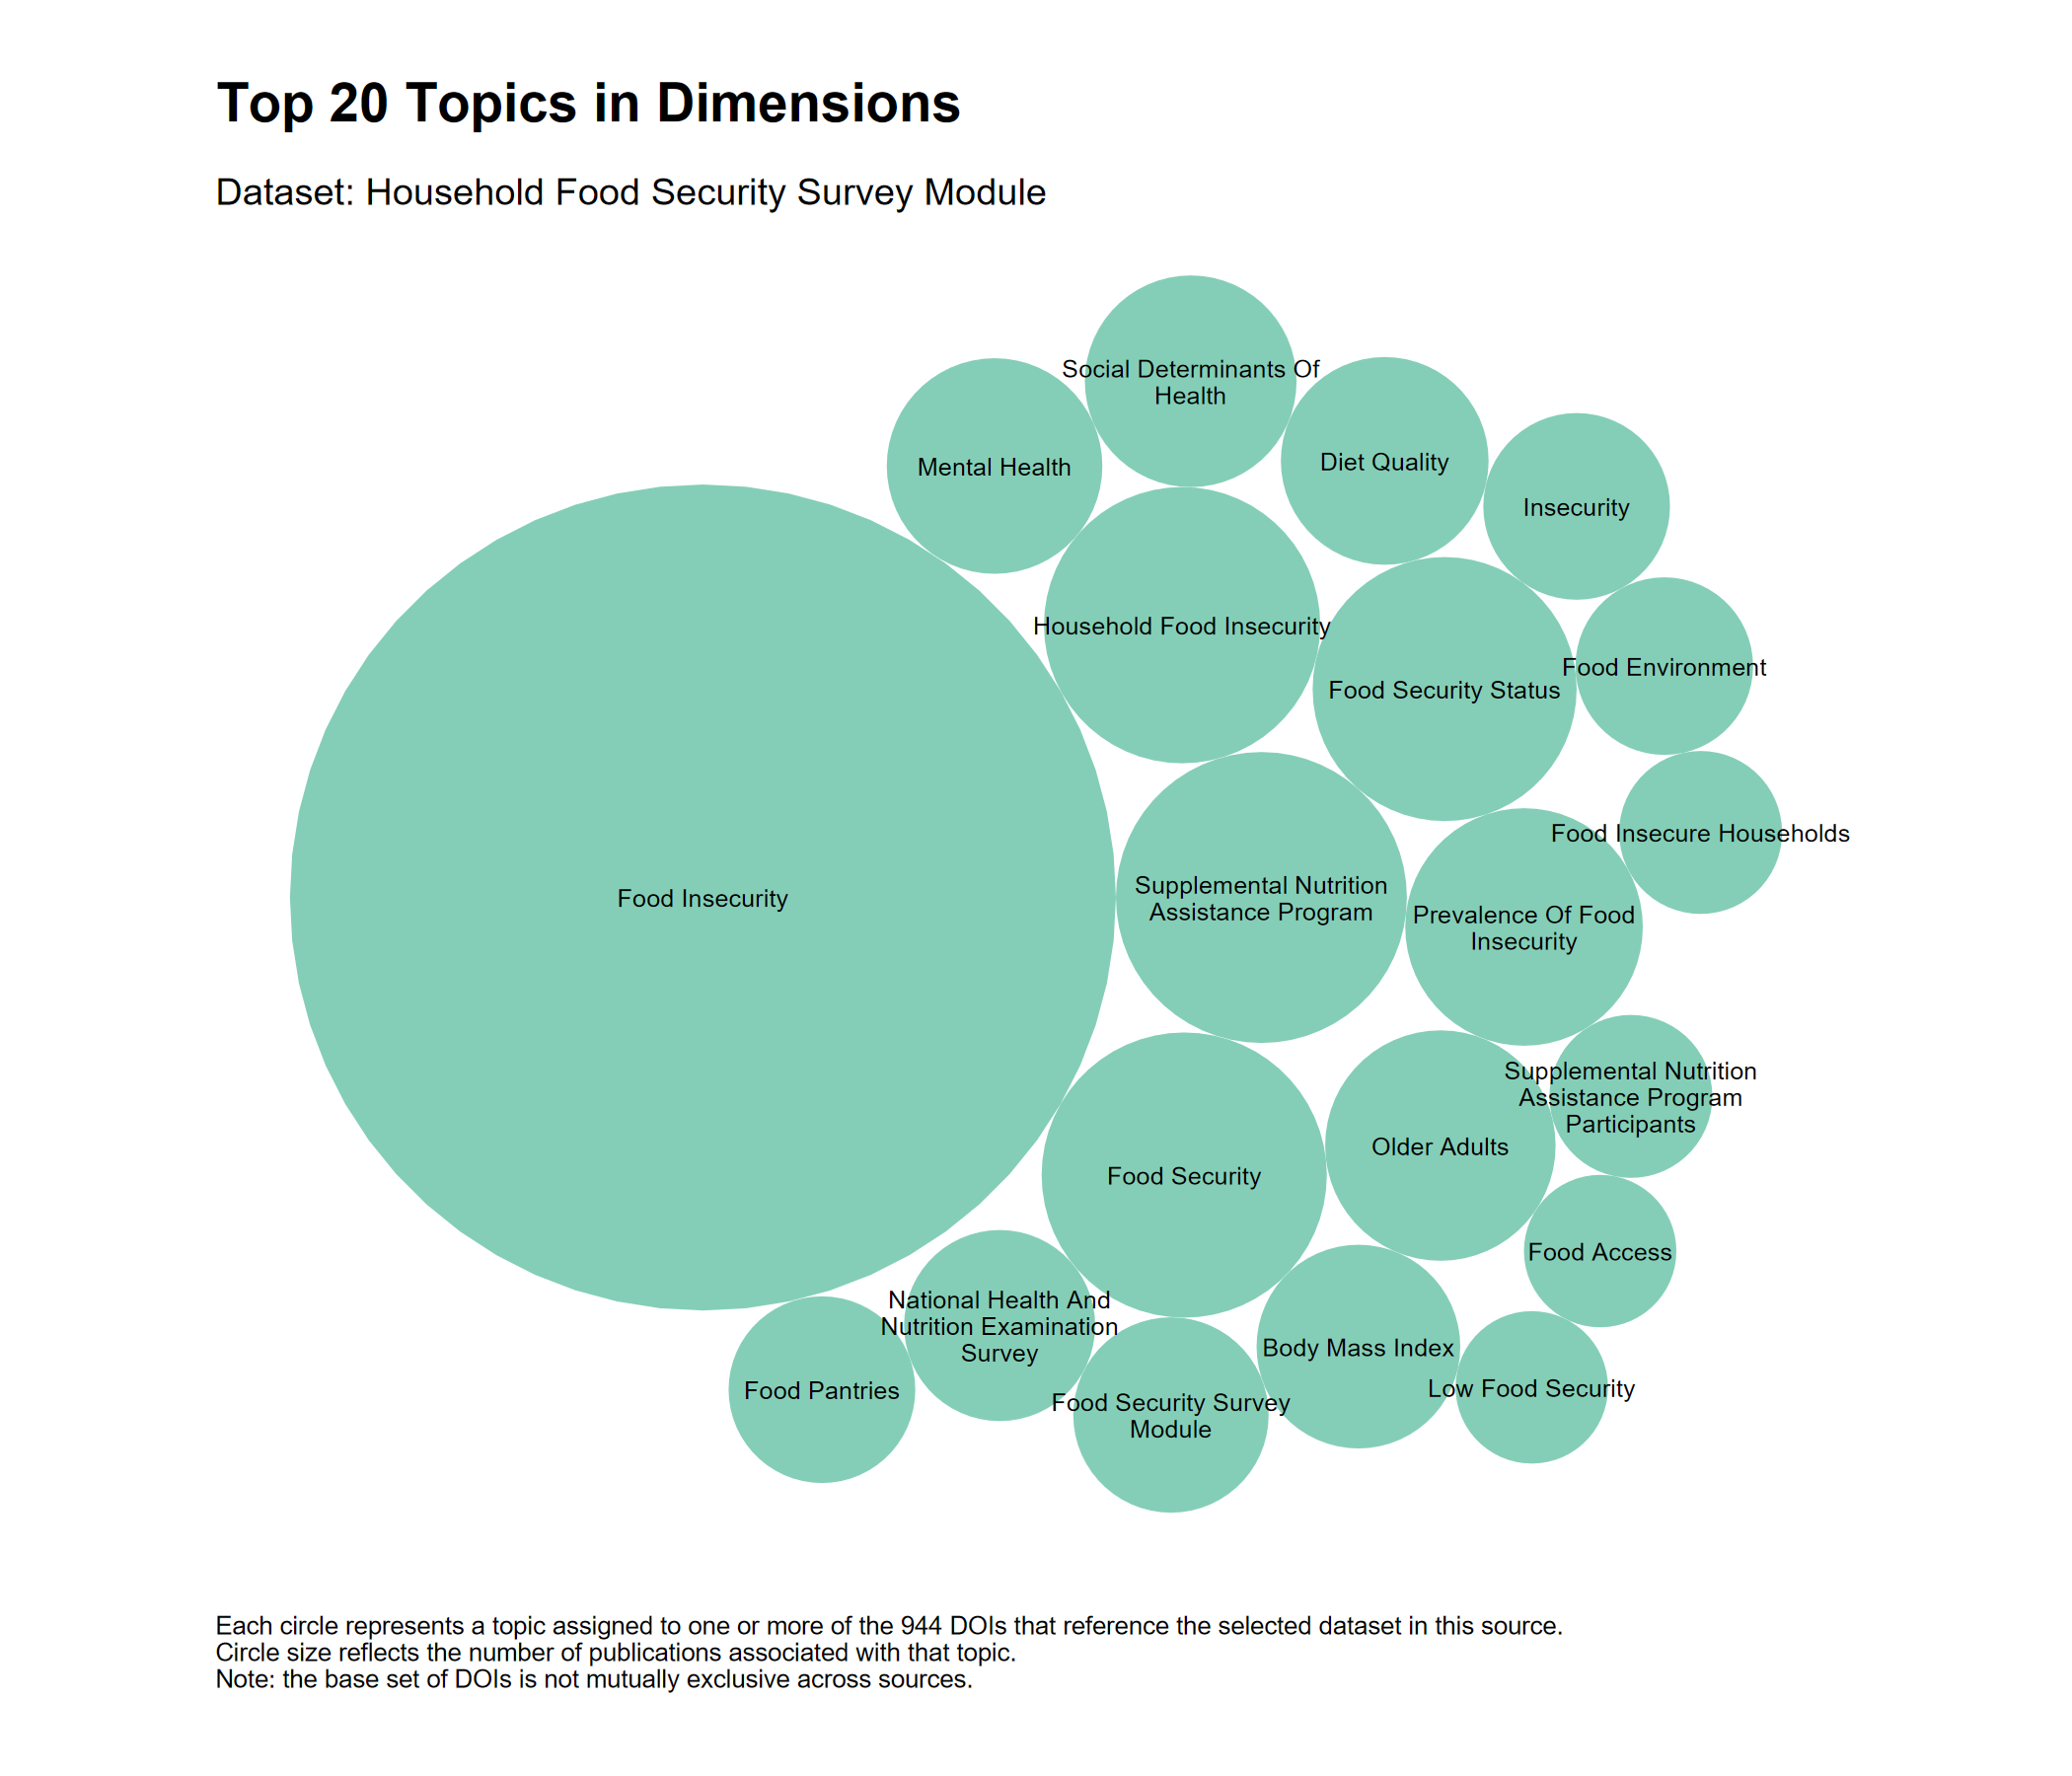 Top 20 Topics in Dimensions
Dataset: Household Food Security Survey Module
Social Determinants Of
Health
Mental Health
Diet Quality
Insecurity
Household Food Insecurity
Food Security Status
Food Environment
Food Insecure Households
Food Insecurity
Supplemental Nutrition
Assistance Program
Prevalence Of Food
Insecurity
Supplemental Nutrition
Assistance Program
Participants
Older Adults
Food Security
Food Access
National Health And
Nutrition Examination
Survey
Body Mass Index
Low Food Security
Food Pantries
Food Security Survey
Module
Each circle represents a topic assigned to one or more of the 944 DOIs that reference the selected dataset in this source.
Circle size reflects the number of publications associated with that topic.
Note: the base set of DOIs is not mutually exclusive across sources.